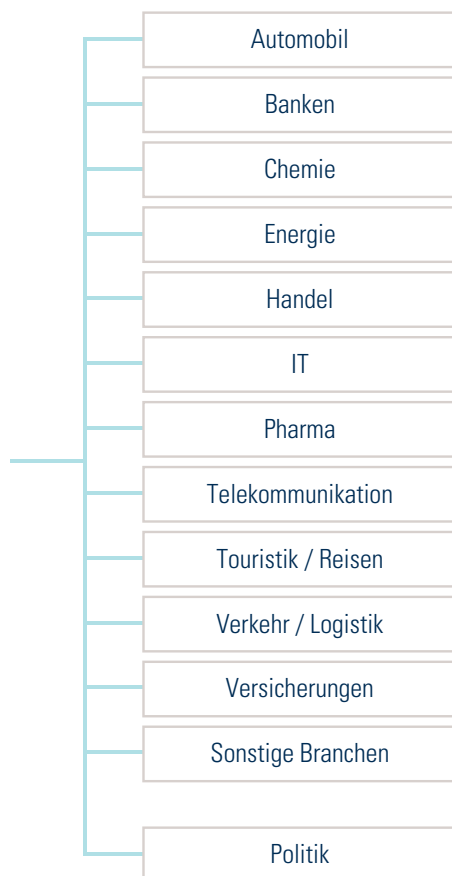 Automobil
Banken
Chemie
Energie
Handel
IT
Pharma
Telekommunikation
Touristik / Reisen
Verkehr / Logistik
Versicherungen
Sonstige Branchen
Politik